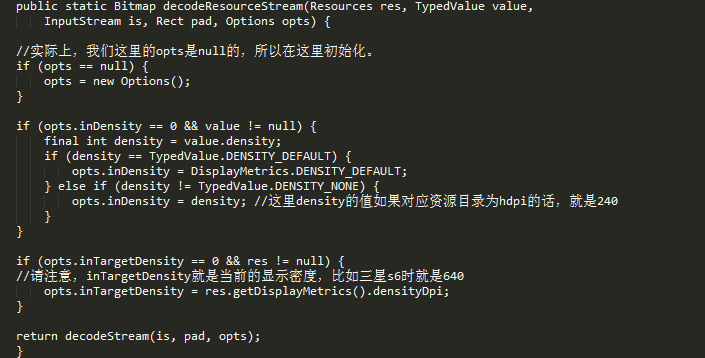 public static Bitmap decodeResourceStream(Resources res, TypedValue value,
InputStream is, Rect pad, Options opts) {
//实际上，我们这里的opts是null的，所以在这里初始化。
if (opts == null) {
opts = new Options();
}
if (opts.inDensity == 0 && value != null) {
final int density = value.density;
if (density == TypedValue.DENSITY_DEFAULT) {
opts.inDensity = DisplayMetrics.DENSITY_DEFAULT;
} else if (density != TypedValue.DENSITY_NONE) {
opts.inDensity = density; //这里density的值如果对应资源目录为hdpi的话，就是240
}
}
if (opts.inTargetDensity == 0 && res != null) {
//请注意，inTargetDensity就是当前的显示密度，比如三星s6时就是640
opts.inTargetDensity = res.getDisplayMetrics().densityDpi;
}
return decodeStream(is, pad, opts);
}